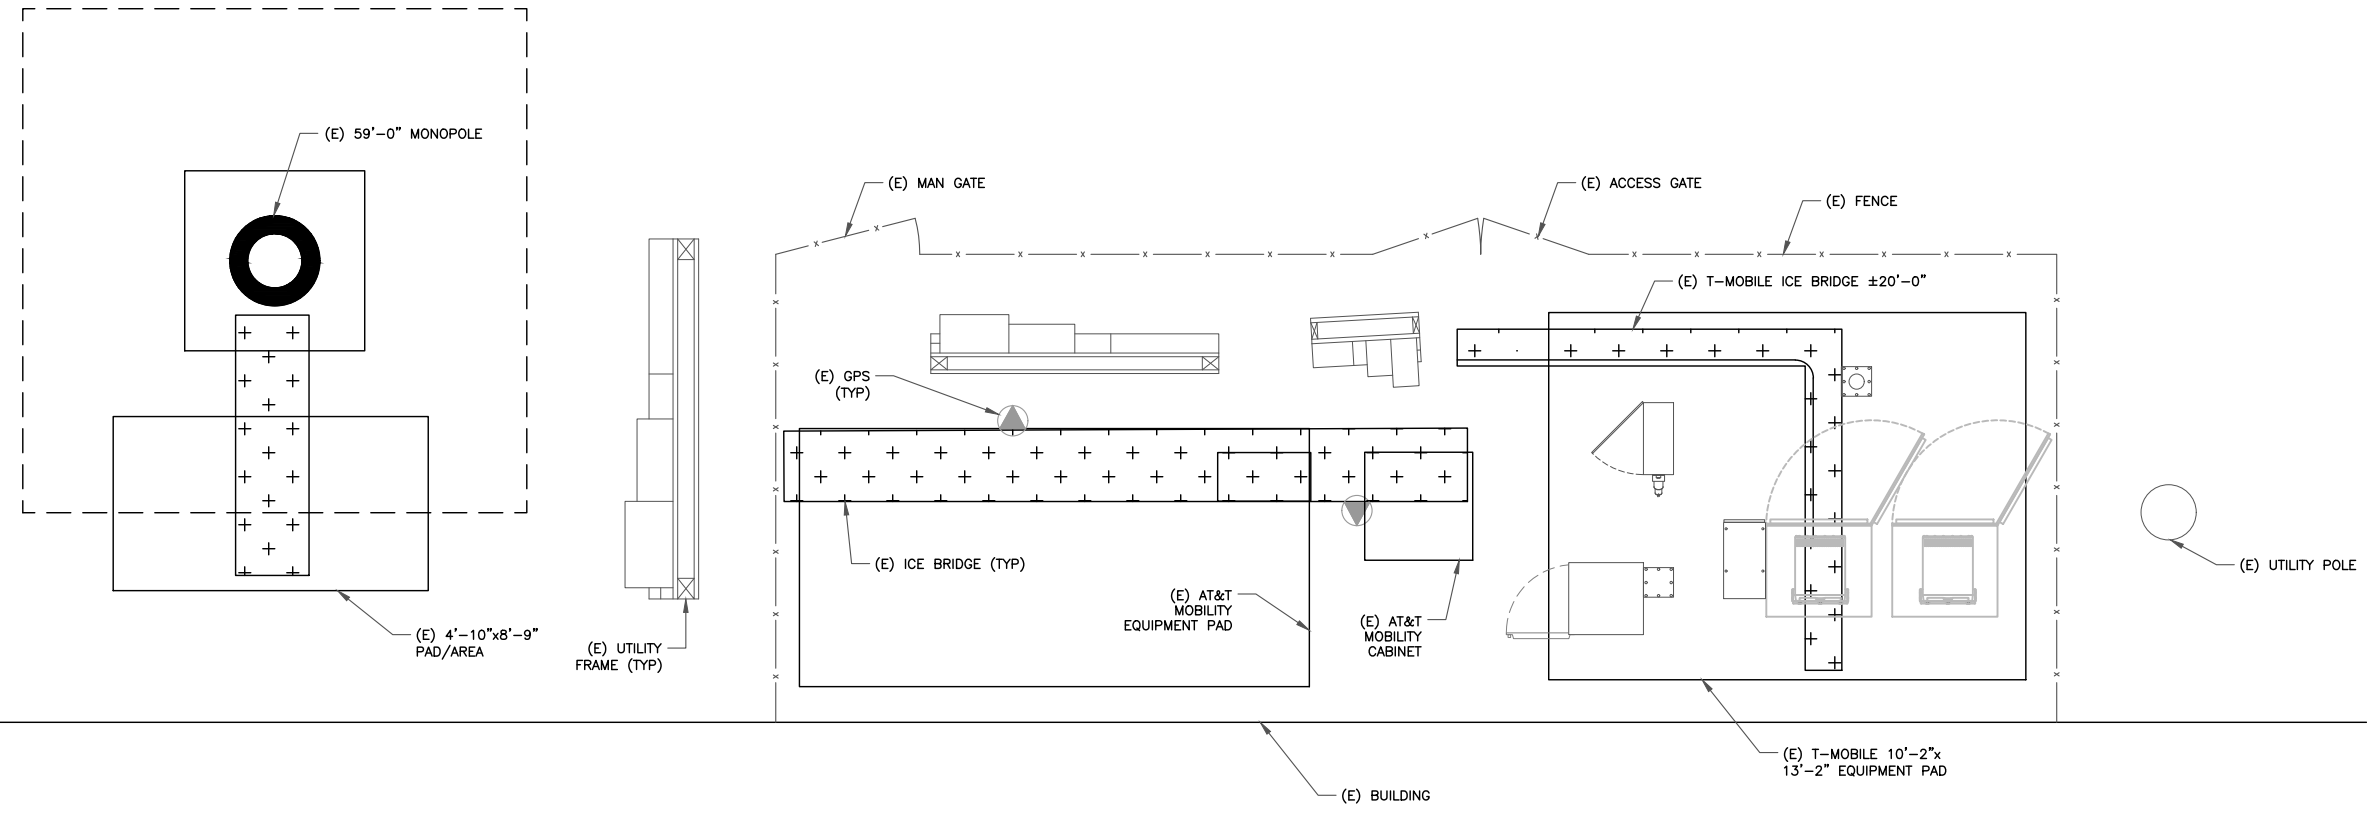 (E) 59'-0" MONOPOLE
(E) MAN GATE
(E) ACCESS GATE
(E) FENCE
(E) T-MOBILE ICE BRIDGE ±20'-0"
(E) GPS
(TYP)
(E) ICE BRIDGE (TYP)
(E) UTILITY POLE
(E) AT&T
MOBILITY
EQUIPMENT PAD
(E) AT&T
MOBILITY
CABINET
(E) 4'-10"x8'-9"
PAD/AREA
(E) UTILITY
FRAME (TYP)
(E) T-MOBILE 10'-2"x
13'-2" EQUIPMENT PAD
(E) BUILDING